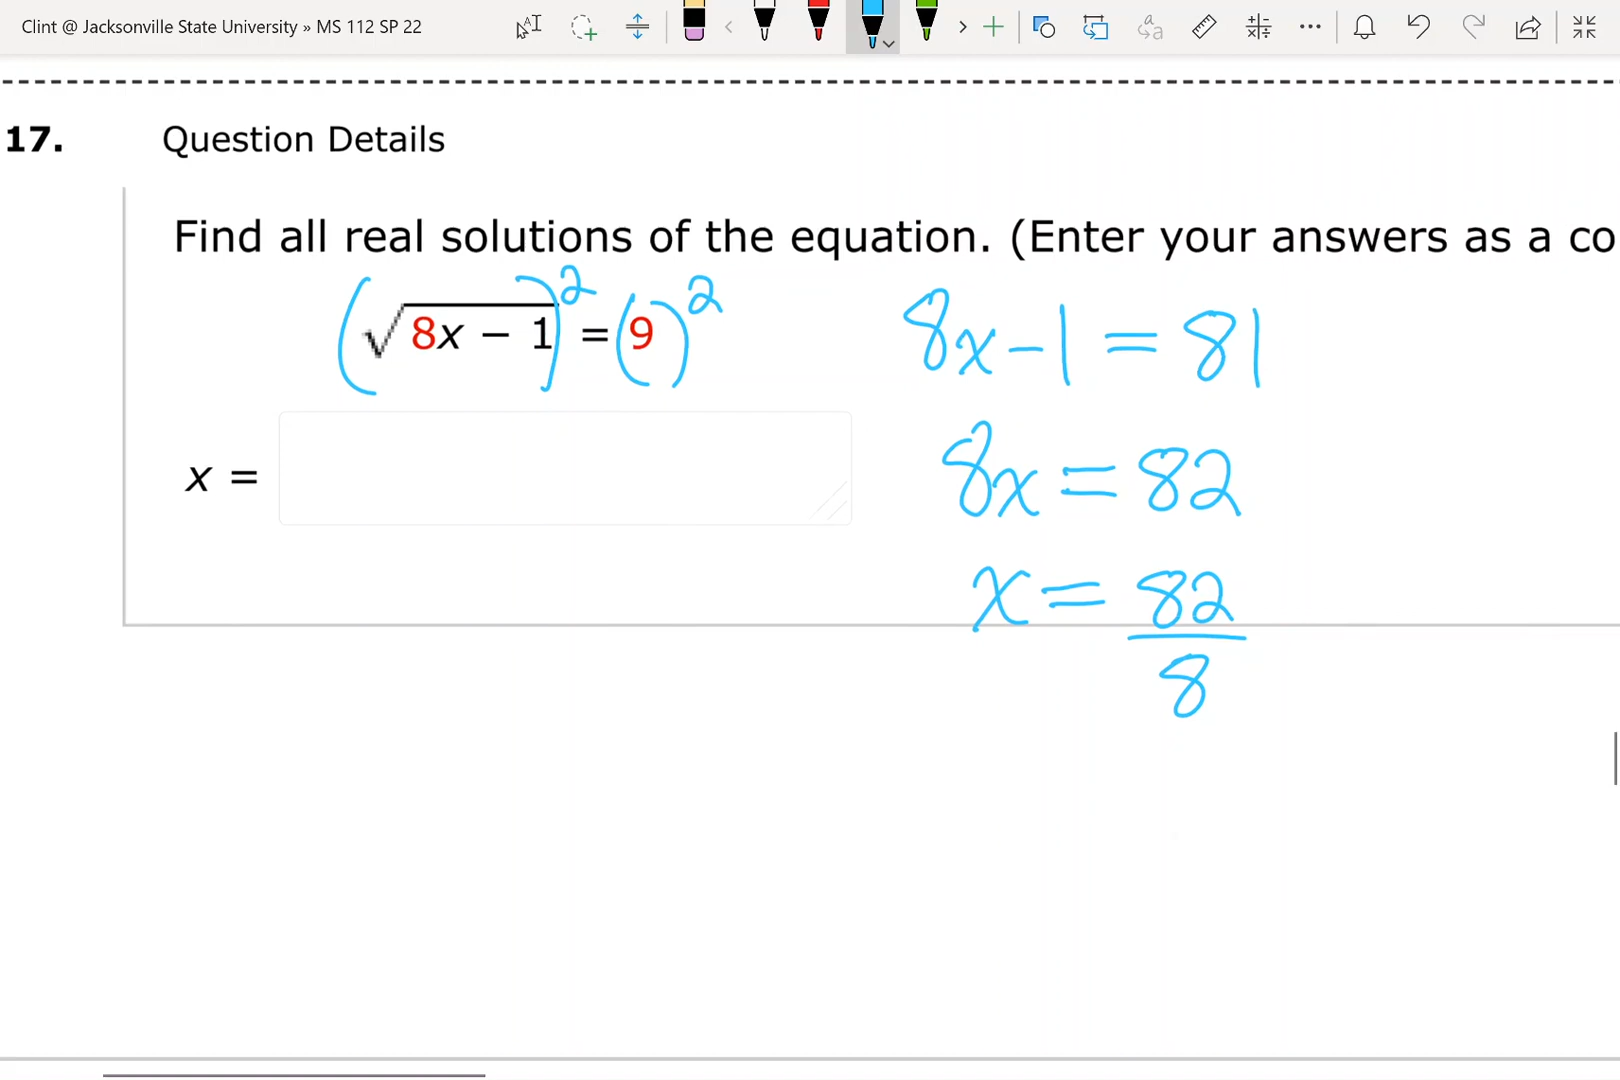 Clint @ Jacksonville State University » MS 112 SP 22
17. Question Details
Find all real solutions of the equation. (Enter your answers as a co
(√8x − 1)² = (9)²
8x − 1 = 81
x =
8x = 82
x = 82/8